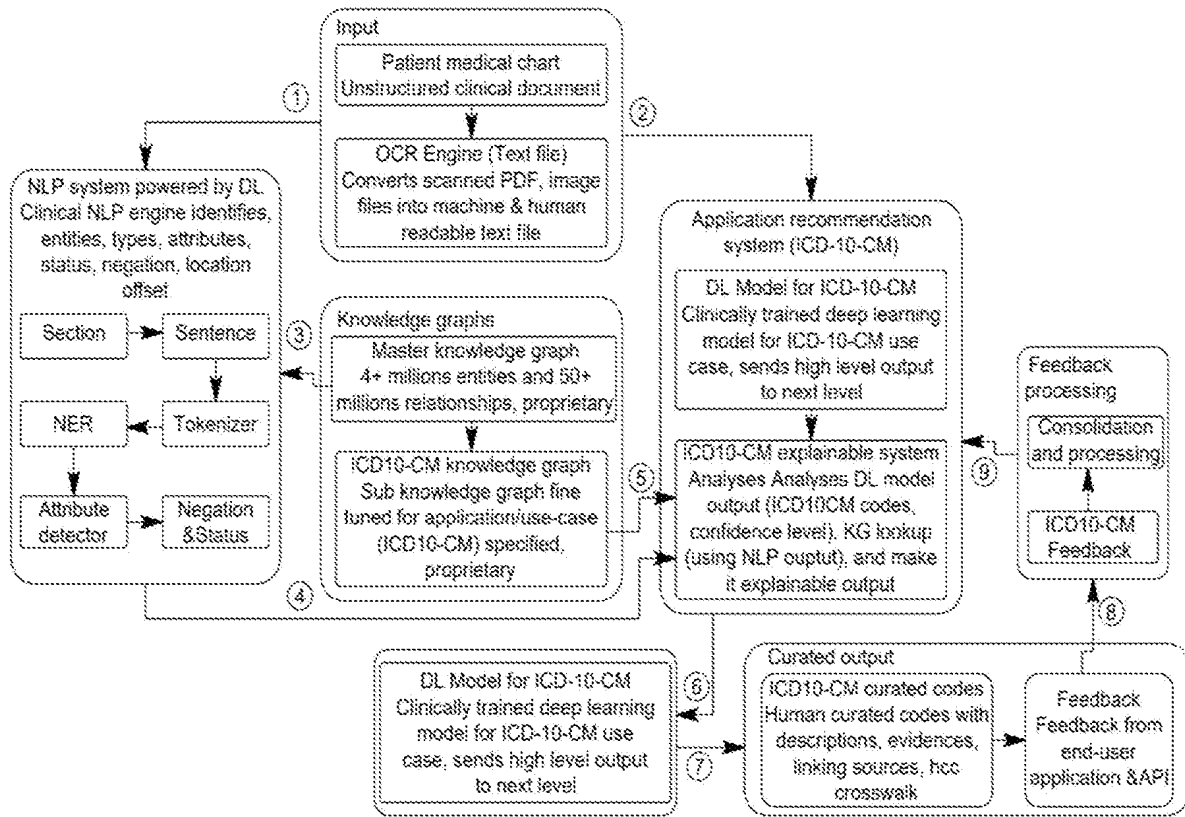 Input
Patient medical chart
Unstructured clinical document
①
②
OCR Engine (Text file)
Converts scanned PDF, image
files into machine & human
readable text file
NLP system powered by DL
Clinical NLP engine identifies,
entities, types, attributes,
status, negation, location
offset
Section
Sentence
NER
Tokenizer
Attribute
detector
Negation
&Status
③
Knowledge graphs
Master knowledge graph
4+ millions entities and 50+
millions relationships, proprietary
ICD10-CM knowledge graph
Sub knowledge graph fine
tuned for application/use-case
(ICD10-CM) specified,
proprietary
④
⑤
Application recommendation
system (ICD-10-CM)
DL Model for ICD-10-CM
Clinically trained deep learning
model for ICD-10-CM use
case, sends high level output
to next level
ICD10-CM explainable system
Analyses Analyses DL model
output (ICD10CM codes,
confidence level), KG lookup
(using NLP ouptut), and make
it explainable output
Feedback
processing
Consolidation
and processing
ICD10-CM
Feedback
⑨
⑧
⑥
DL Model for ICD-10-CM
Clinically trained deep learning
model for ICD-10-CM use
case, sends high level output
to next level
⑦
Curated output
ICD10-CM curated codes
Human curated codes with
descriptions, evidences,
linking sources, hcc
crosswalk
Feedback
Feedback from
end-user
application &API